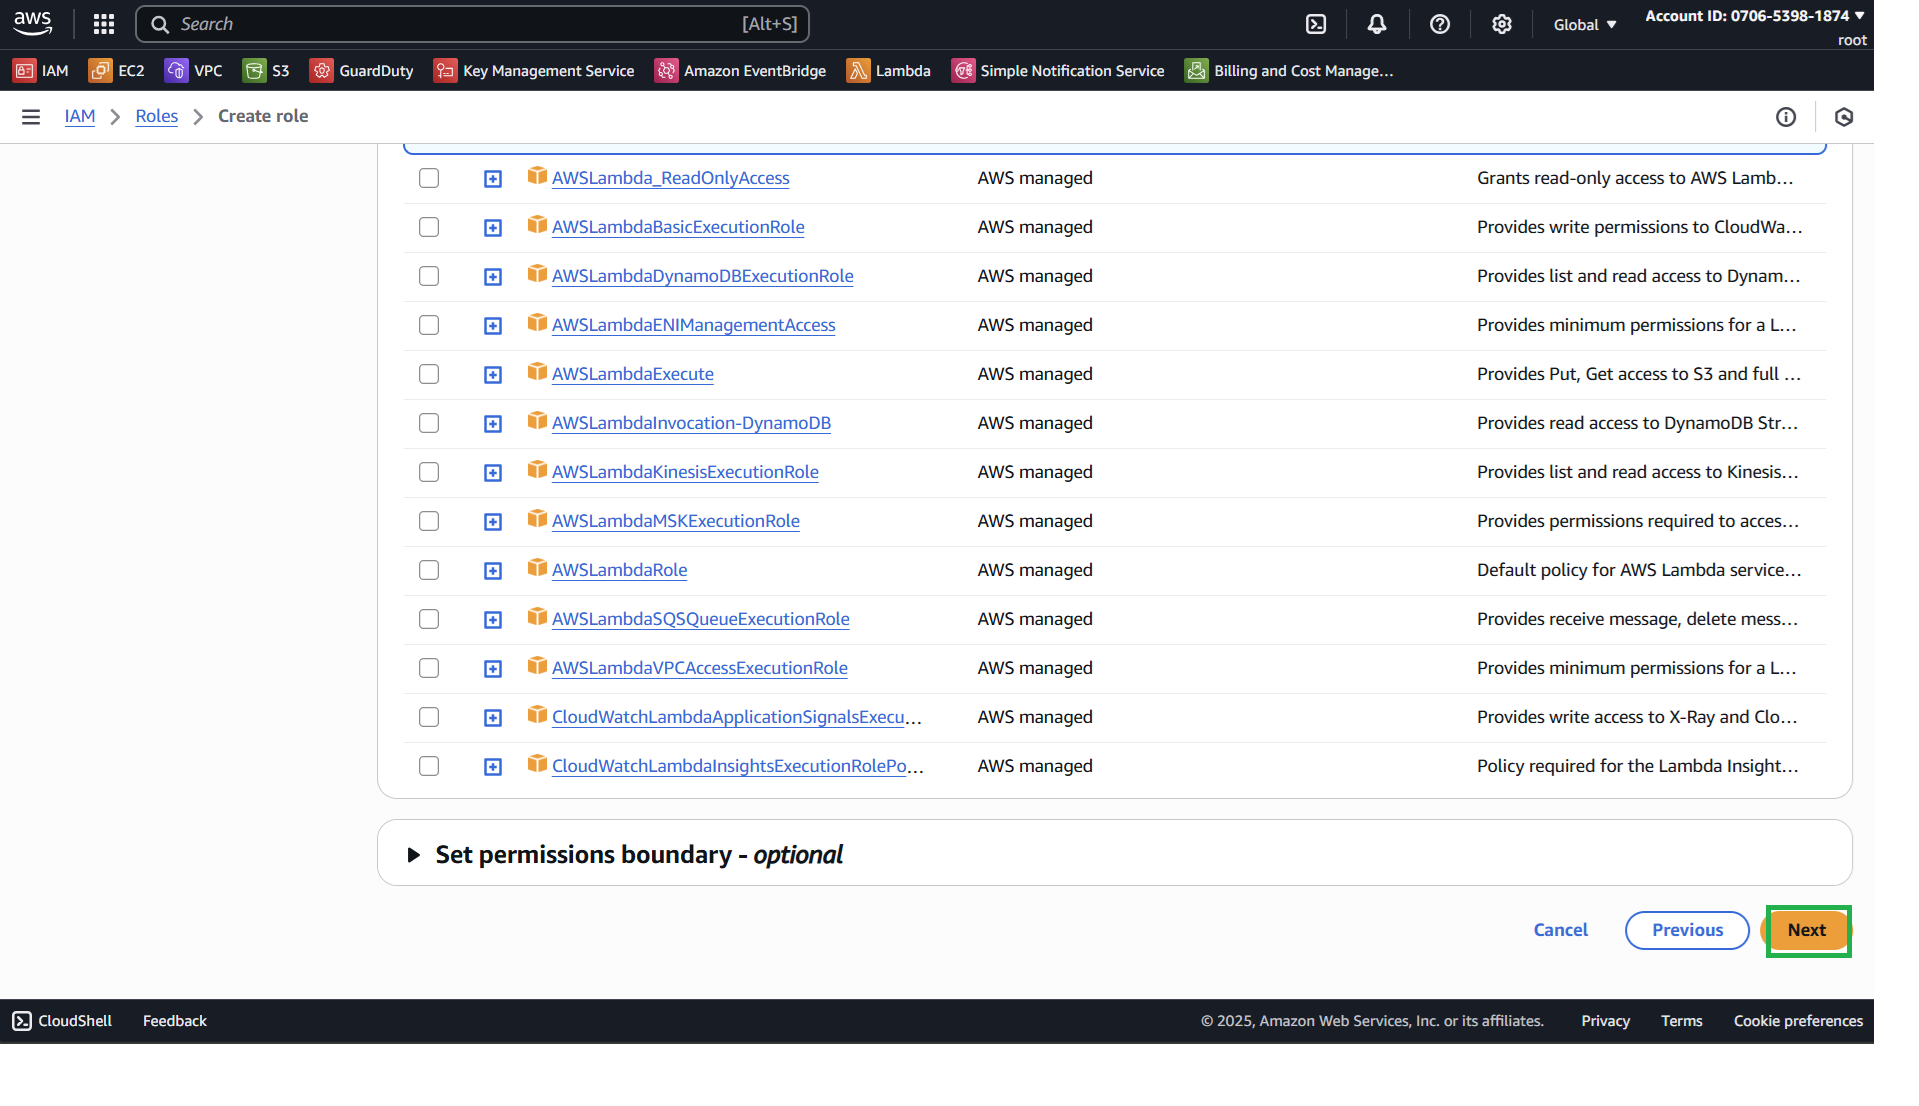 aws Search [Alt+S] Global Account ID: 0706-5398-1874
root
IAM EC2 VPC S3 GuardDuty Key Management Service Amazon EventBridge Lambda Simple Notification Service Billing and Cost Manage...
IAM Roles Create role
AWSLambda_ReadOnlyAccess AWS managed Grants read-only access to AWS Lamb...
AWSLambdaBasicExecutionRole AWS managed Provides write permissions to CloudWa...
AWSLambdaDynamoDBExecutionRole AWS managed Provides list and read access to Dynam...
AWSLambdaENIManagementAccess AWS managed Provides minimum permissions for a L...
AWSLambdaExecute AWS managed Provides Put, Get access to S3 and full ...
AWSLambdaInvocation-DynamoDB AWS managed Provides read access to DynamoDB Str...
AWSLambdaKinesisExecutionRole AWS managed Provides list and read access to Kinesis...
AWSLambdaMSKExecutionRole AWS managed Provides permissions required to acces...
AWSLambdaRole AWS managed Default policy for AWS Lambda service...
AWSLambdaSQSQueueExecutionRole AWS managed Provides receive message, delete mess...
AWSLambdaVPCAccessExecutionRole AWS managed Provides minimum permissions for a L...
CloudWatchLambdaApplicationSignalsExecu... AWS managed Provides write access to X-Ray and Clo...
CloudWatchLambdaInsightsExecutionRolePo... AWS managed Policy required for the Lambda Insight...
Set permissions boundary - optional
Cancel Previous Next
CloudShell Feedback © 2025, Amazon Web Services, Inc. or its affiliates. Privacy Terms Cookie preferences